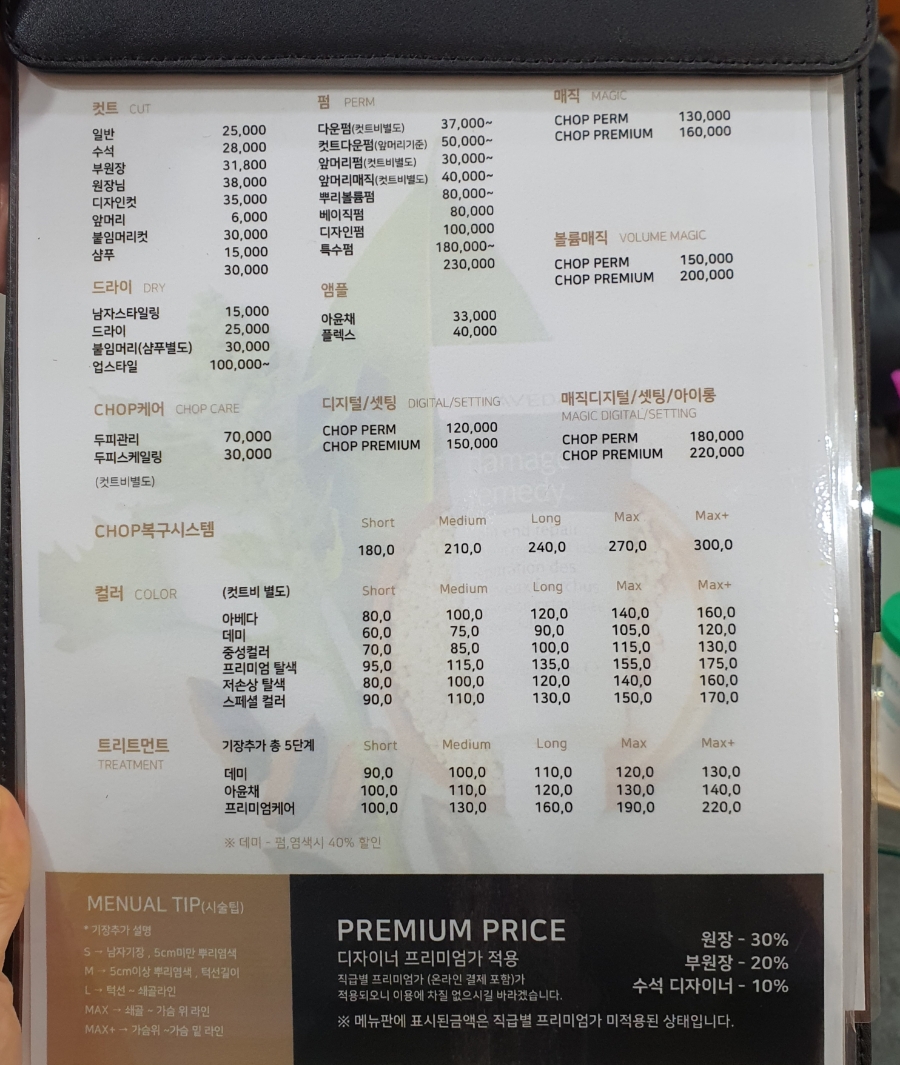 컷트 CUT
일반 25,000
수석 28,000
부원장 31,800
원장님 38,000
디자인컷 35,000
앞머리 6,000
붙임머리컷 30,000
샴푸 15,000
30,000
드라이 DRY
남자스타일링 15,000
드라이 25,000
붙임머리(샴푸별도) 30,000
업스타일 100,000~
CHOP케어 CHOP CARE
두피관리 70,000
두피스케일링 30,000
(컷트비별도)
펌 PERM
다운펌(컷트비별도) 37,000~
컷트다운펌(앞머리기준) 50,000~
앞머리펌(컷트비별도) 30,000~
앞머리매직(컷트비별도) 40,000~
뿌리볼륨펌 80,000~
베이직펌 80,000
디자인펌 100,000
특수펌 180,000~
230,000
앰플
아윤채 33,000
플렉스 40,000
디지털/셋팅 DIGITAL/SETTING
CHOP PERM 120,000
CHOP PREMIUM 150,000
매직 MAGIC
CHOP PERM 130,000
CHOP PREMIUM 160,000
볼륨매직 VOLUME MAGIC
CHOP PERM 150,000
CHOP PREMIUM 200,000
매직디지털/셋팅/아이롱
MAGIC DIGITAL/SETTING
CHOP PERM 180,000
CHOP PREMIUM 220,000
damage
remedy
CHOP복구시스템 Short Medium Long Max Max+
180,0 210,0 240,0 270,0 300,0
컬러 COLOR (컷트비 별도) Short Medium Long Max Max+
아베다 80,0 100,0 120,0 140,0 160,0
데미 60,0 75,0 90,0 105,0 120,0
중성컬러 70,0 85,0 100,0 115,0 130,0
프리미엄 탈색 95,0 115,0 135,0 155,0 175,0
저손상 탈색 80,0 100,0 120,0 140,0 160,0
스페셜 컬러 90,0 110,0 130,0 150,0 170,0
트리트먼트 기장추가 총 5단계 Short Medium Long Max Max+
TREATMENT
데미 90,0 100,0 110,0 120,0 130,0
아윤채 100,0 110,0 120,0 130,0 140,0
프리미엄케어 100,0 130,0 160,0 190,0 220,0
※ 데미 - 펌,염색시 40% 할인
MENUAL TIP(시술팁)
* 기장추가 설명
S → 남자기장 , 5cm미만 뿌리염색
M → 5cm이상 뿌리염색 , 턱선길이
L → 턱선 ~ 쇄골라인
MAX → 쇄골 ~ 가슴 위 라인
MAX+ → 가슴위 ~가슴 밑 라인
PREMIUM PRICE
디자이너 프리미엄가 적용
직급별 프리미엄가 (온라인 결제 포함)가
적용되오니 이용에 차질 없으시길 바라겠습니다.
원장 - 30%
부원장 - 20%
수석 디자이너 - 10%
※ 메뉴판에 표시된금액은 직급별 프리미엄가 미적용된 상태입니다.